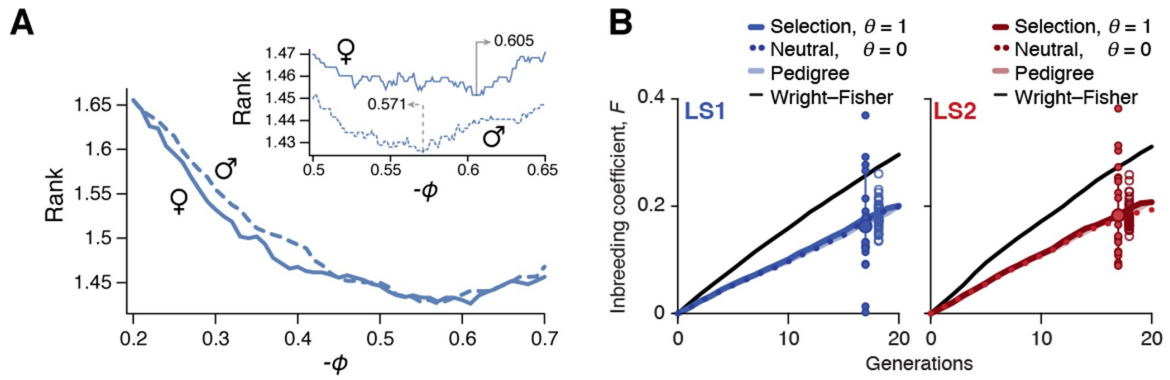 A
Rank
1.65
1.6
1.55
1.5
1.45
0.2 0.3 0.4 0.5 0.6 0.7
-ϕ
♀
♂
Rank
1.47
1.46
1.45
1.44
1.43
0.5 0.55 0.6 0.65
-ϕ
♀
♂
0.605
0.571
B
Selection, θ = 1
Neutral, θ = 0
Pedigree
Wright–Fisher
Selection, θ = 1
Neutral, θ = 0
Pedigree
Wright–Fisher
Inbreeding coefficient, F
0.4
0.2
0
LS1
LS2
0 10 20
0 10 20
Generations